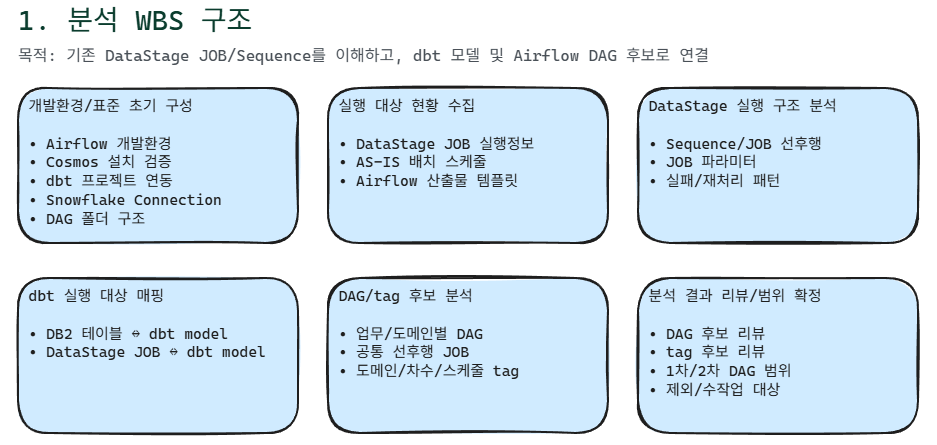 1. 분석 WBS 구조
목적: 기존 DataStage JOB/Sequence를 이해하고, dbt 모델 및 Airflow DAG 후보로 연결
개발환경/표준 초기 구성
• Airflow 개발환경
• Cosmos 설치 검증
• dbt 프로젝트 연동
• Snowflake Connection
• DAG 폴더 구조
실행 대상 현황 수집
• DataStage JOB 실행정보
• AS-IS 배치 스케줄
• Airflow 산출물 템플릿
DataStage 실행 구조 분석
• Sequence/JOB 선후행
• JOB 파라미터
• 실패/재처리 패턴
dbt 실행 대상 매핑
• DB2 테이블 ↔ dbt model
• DataStage JOB ↔ dbt model
DAG/tag 후보 분석
• 업무/도메인별 DAG
• 공통 선후행 JOB
• 도메인/차수/스케줄 tag
분석 결과 리뷰/범위 확정
• DAG 후보 리뷰
• tag 후보 리뷰
• 1차/2차 DAG 범위
• 제외/수작업 대상